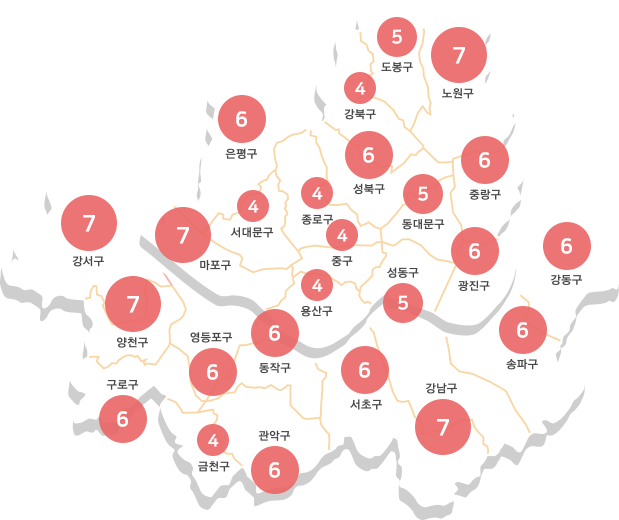 5
도봉구
7
노원구
4
강북구
6
은평구
6
성북구
6
중랑구
4
서대문구
4
종로구
5
동대문구
7
강서구
7
마포구
4
중구
6
광진구
6
강동구
7
양천구
4
용산구
성동구
5
영등포구
6
6
동작구
6
송파구
6
서초구
구로구
6
강남구
7
4
금천구
관악구
6